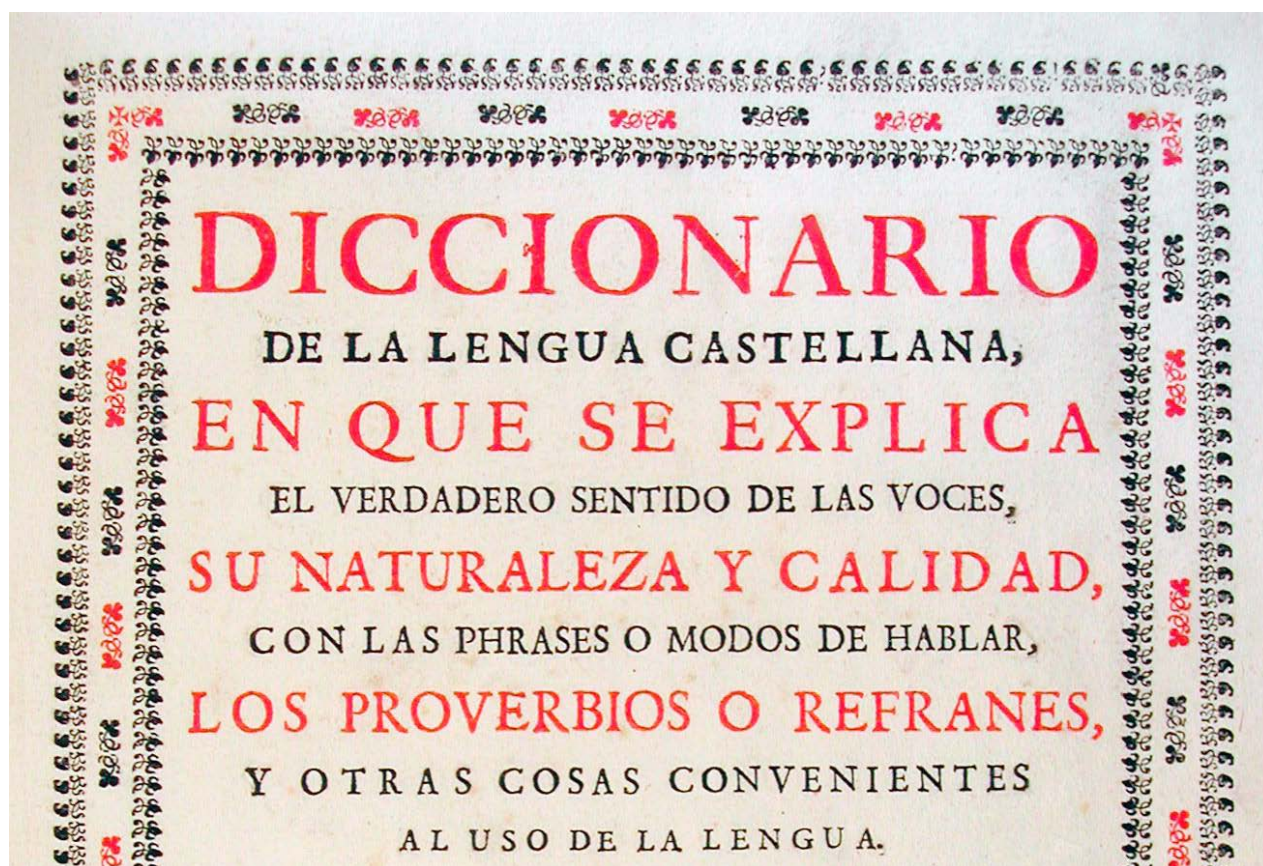 DICCIONARIO
DE LA LENGUA CASTELLANA,
EN QUE SE EXPLICA
EL VERDADERO SENTIDO DE LAS VOCES,
SU NATURALEZA Y CALIDAD,
CON LAS PHRASES O MODOS DE HABLAR,
LOS PROVERBIOS O REFRANES,
Y OTRAS COSAS CONVENIENTES
AL USO DE LA LENGUA.